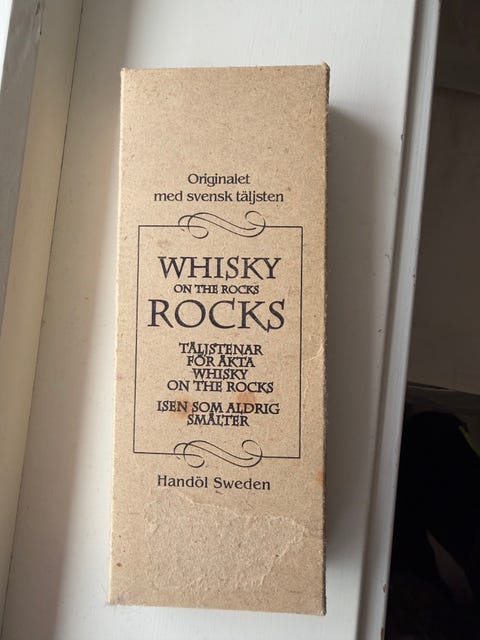 Originalet
med svensk täljsten
WHISKY
ON THE ROCKS
ROCKS
TÄLJSTENAR
FÖR ÄKTA
WHISKY
ON THE ROCKS
ISEN SOM ALDRIG
SMÄLTER
Handöl Sweden